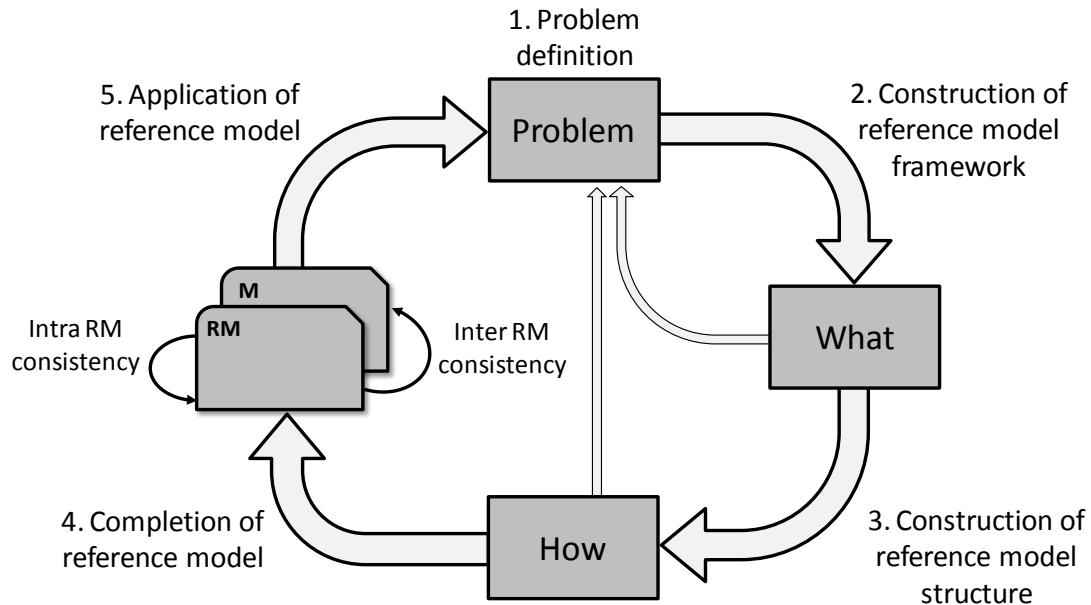 1. Problem
definition
Problem
2. Construction of
reference model
framework
What
3. Construction of
reference model
structure
How
4. Completion of
reference model
M
RM
Intra RM
consistency
Inter RM
consistency
5. Application of
reference model